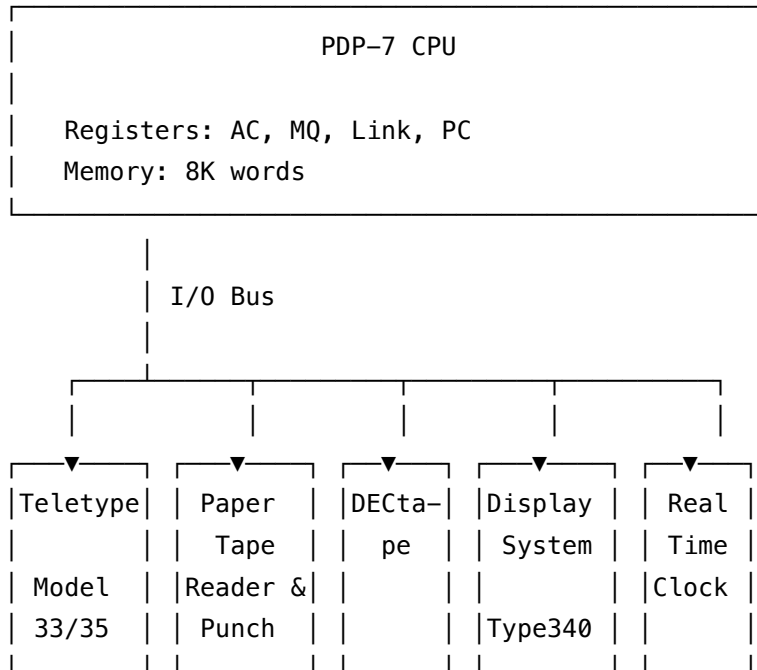 PDP-7 CPU
Registers: AC, MQ, Link, PC
Memory: 8K words
I/O Bus
Teletype
Model
33/35
Paper
Tape
Reader &
Punch
DECta-
pe
Display
System
Type340
Real
Time
Clock